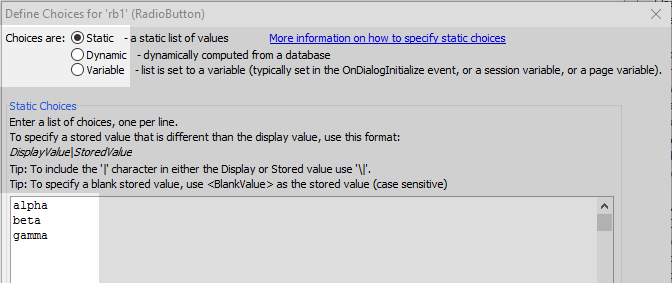 Define Choices for 'rb1' (RadioButton)
Choices are: Static - a static list of values More information on how to specify static choices
Dynamic - dynamically computed from a database
Variable - list is set to a variable (typically set in the OnDialogInitialize event, or a session variable, or a page variable).
Static Choices
Enter a list of choices, one per line.
To specify a stored value that is different than the display value, use this format:
DisplayValue|StoredValue
Tip: To include the '|' character in either the Display or Stored value use '\|'.
Tip: To specify a blank stored value, use <BlankValue> as the stored value (case sensitive)
alpha
beta
gamma